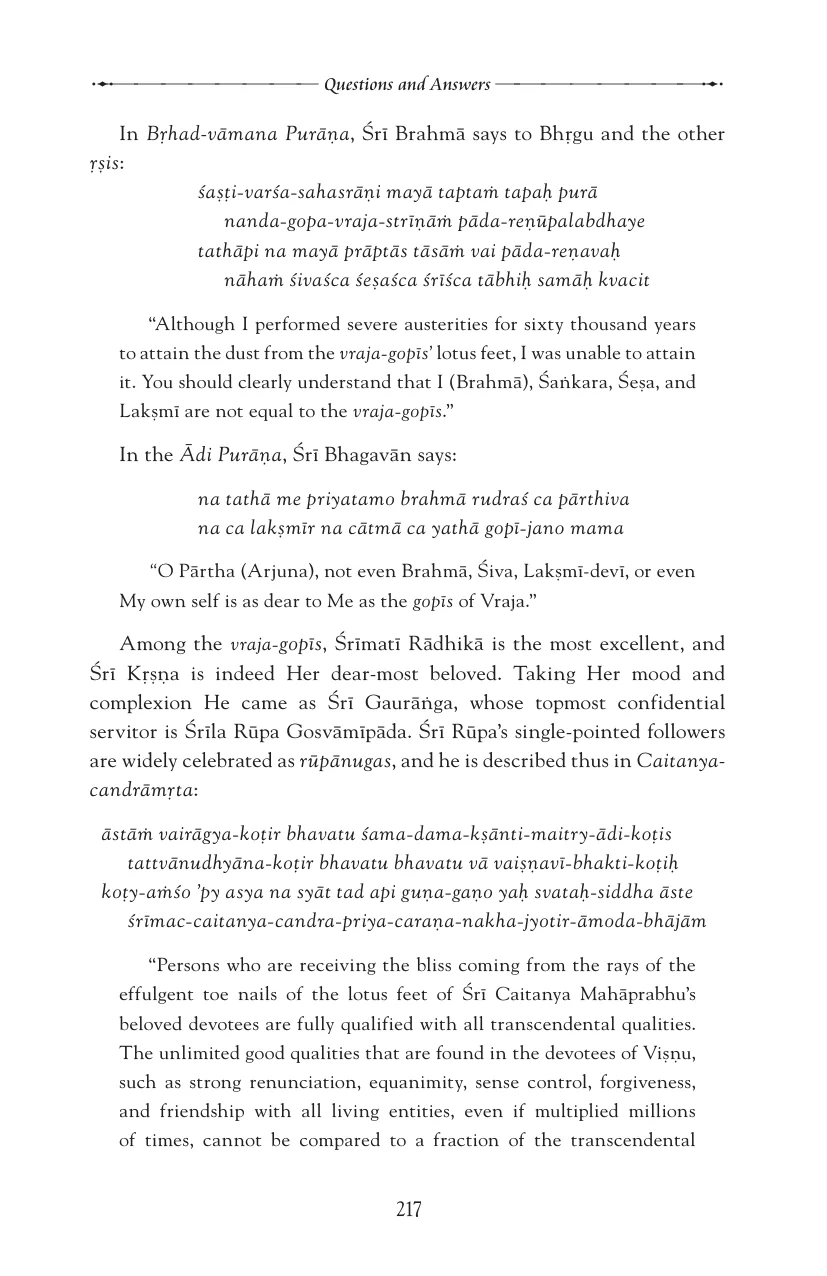 Questions and Answers
In Bṛhad-vāmana Purāṇa, Śrī Brahmā says to Bhṛgu and the other
ṛṣis:
śaṣṭi-varśa-sahasrāṇi mayā taptaṁ tapaḥ purā
nanda-gopa-vraja-strīṇāṁ pāda-reṇūpalabdhaye
tathāpi na mayā prāptās tāsāṁ vai pāda-reṇavaḥ
nāhaṁ śivaśca śeṣaśca śrīśca tābhiḥ samāḥ kvacit
“Although I performed severe austerities for sixty thousand years
to attain the dust from the vraja-gopīs’ lotus feet, I was unable to attain
it. You should clearly understand that I (Brahmā), Śaṅkara, Śeṣa, and
Lakṣmī are not equal to the vraja-gopīs.”
In the Ādi Purāṇa, Śrī Bhagavān says:
na tathā me priyatamo brahmā rudraś ca pārthiva
na ca lakṣmīr na cātmā ca yathā gopī-jano mama
“O Pārtha (Arjuna), not even Brahmā, Śiva, Lakṣmī-devī, or even
My own self is as dear to Me as the gopīs of Vraja.”
Among the vraja-gopīs, Śrīmatī Rādhikā is the most excellent, and
Śrī Kṛṣṇa is indeed Her dear-most beloved. Taking Her mood and
complexion He came as Śrī Gaurāṅga, whose topmost confidential
servitor is Śrīla Rūpa Gosvāmīpāda. Śrī Rūpa’s single-pointed followers
are widely celebrated as rūpānugas, and he is described thus in Caitanya-
candrāmṛta:
āstāṁ vairāgya-koṭir bhavatu śama-dama-kṣānti-maitry-ādi-koṭis
tattvānudhyāna-koṭir bhavatu bhavatu vā vaiṣṇavī-bhakti-koṭiḥ
koṭy-aṁśo ’py asya na syāt tad api guṇa-gaṇo yaḥ svataḥ-siddha āste
śrīmac-caitanya-candra-priya-caraṇa-nakha-jyotir-āmoda-bhājām
“Persons who are receiving the bliss coming from the rays of the
effulgent toe nails of the lotus feet of Śrī Caitanya Mahāprabhu’s
beloved devotees are fully qualified with all transcendental qualities.
The unlimited good qualities that are found in the devotees of Viṣṇu,
such as strong renunciation, equanimity, sense control, forgiveness,
and friendship with all living entities, even if multiplied millions
of times, cannot be compared to a fraction of the transcendental
217